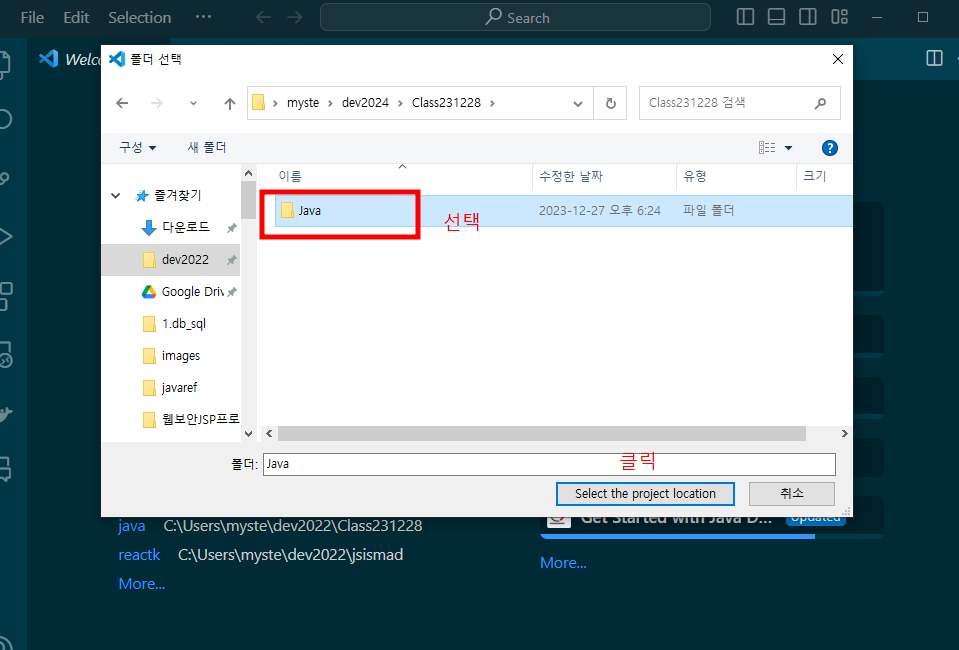 File Edit Selection ··· Search
폴더 선택
myste › dev2024 › Class231228 ›
Class231228 검색
구성 새 폴더
이름 수정한 날짜 유형 크기
즐겨찾기
Java 2023-12-27 오후 6:24 파일 폴더
선택
다운로드
dev2022
Google Driv
1.db_sql
images
javaref
웹보안JSP프로
폴더: Java
클릭
Select the project location 취소
java C:\Users\myste\dev2022\Class231228
Get Started with Java D... Updated
reactk C:\Users\myste\dev2022\jsismad
More...
More...